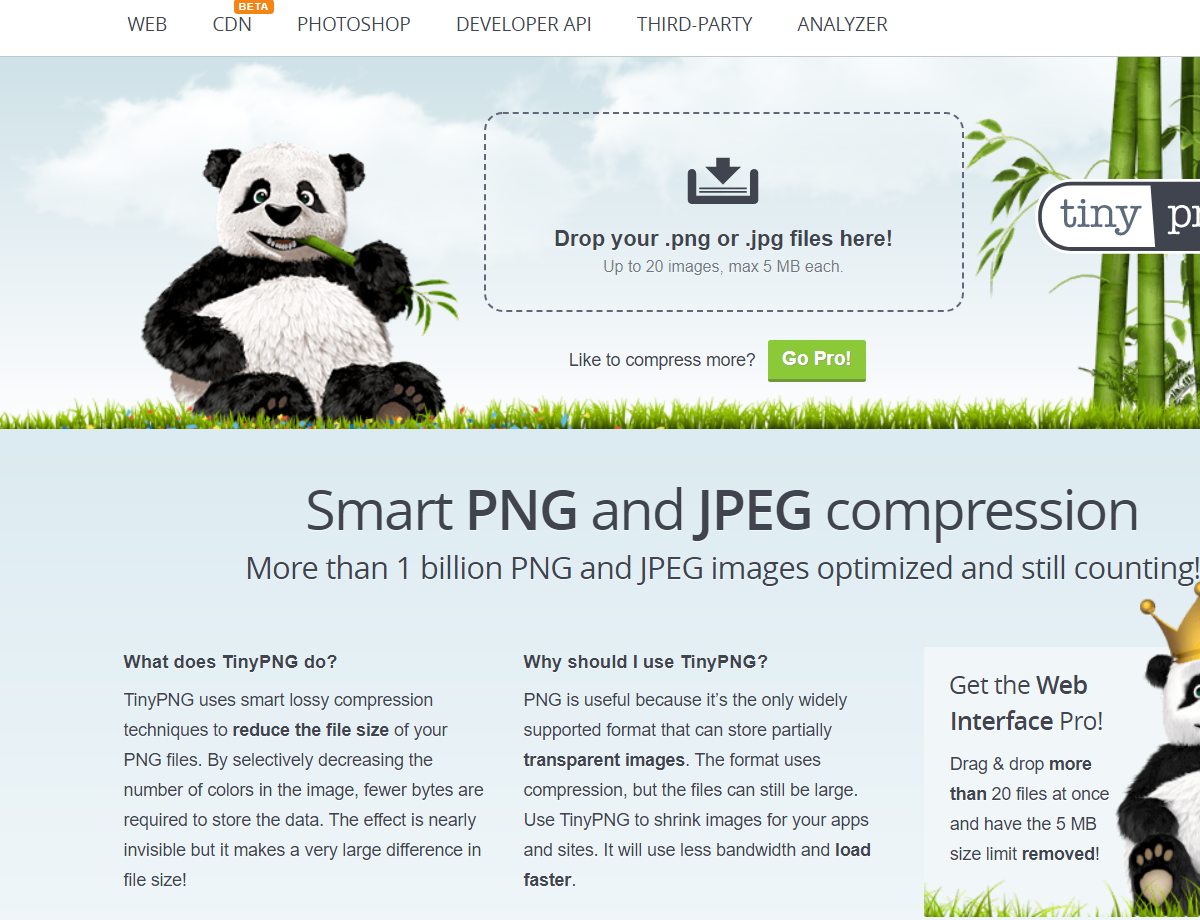 BETA
WEB CDN PHOTOSHOP DEVELOPER API THIRD-PARTY ANALYZER
tiny
Drop your .png or .jpg files here!
Up to 20 images, max 5 MB each.
Like to compress more? Go Pro!
Smart PNG and JPEG compression
More than 1 billion PNG and JPEG images optimized and still counting!
What does TinyPNG do?
TinyPNG uses smart lossy compression
techniques to reduce the file size of your
PNG files. By selectively decreasing the
number of colors in the image, fewer bytes are
required to store the data. The effect is nearly
invisible but it makes a very large difference in
file size!
Why should I use TinyPNG?
PNG is useful because it’s the only widely
supported format that can store partially
transparent images. The format uses
compression, but the files can still be large.
Use TinyPNG to shrink images for your apps
and sites. It will use less bandwidth and load
faster.
Get the Web
Interface Pro!
Drag & drop more
than 20 files at once
and have the 5 MB
size limit removed!